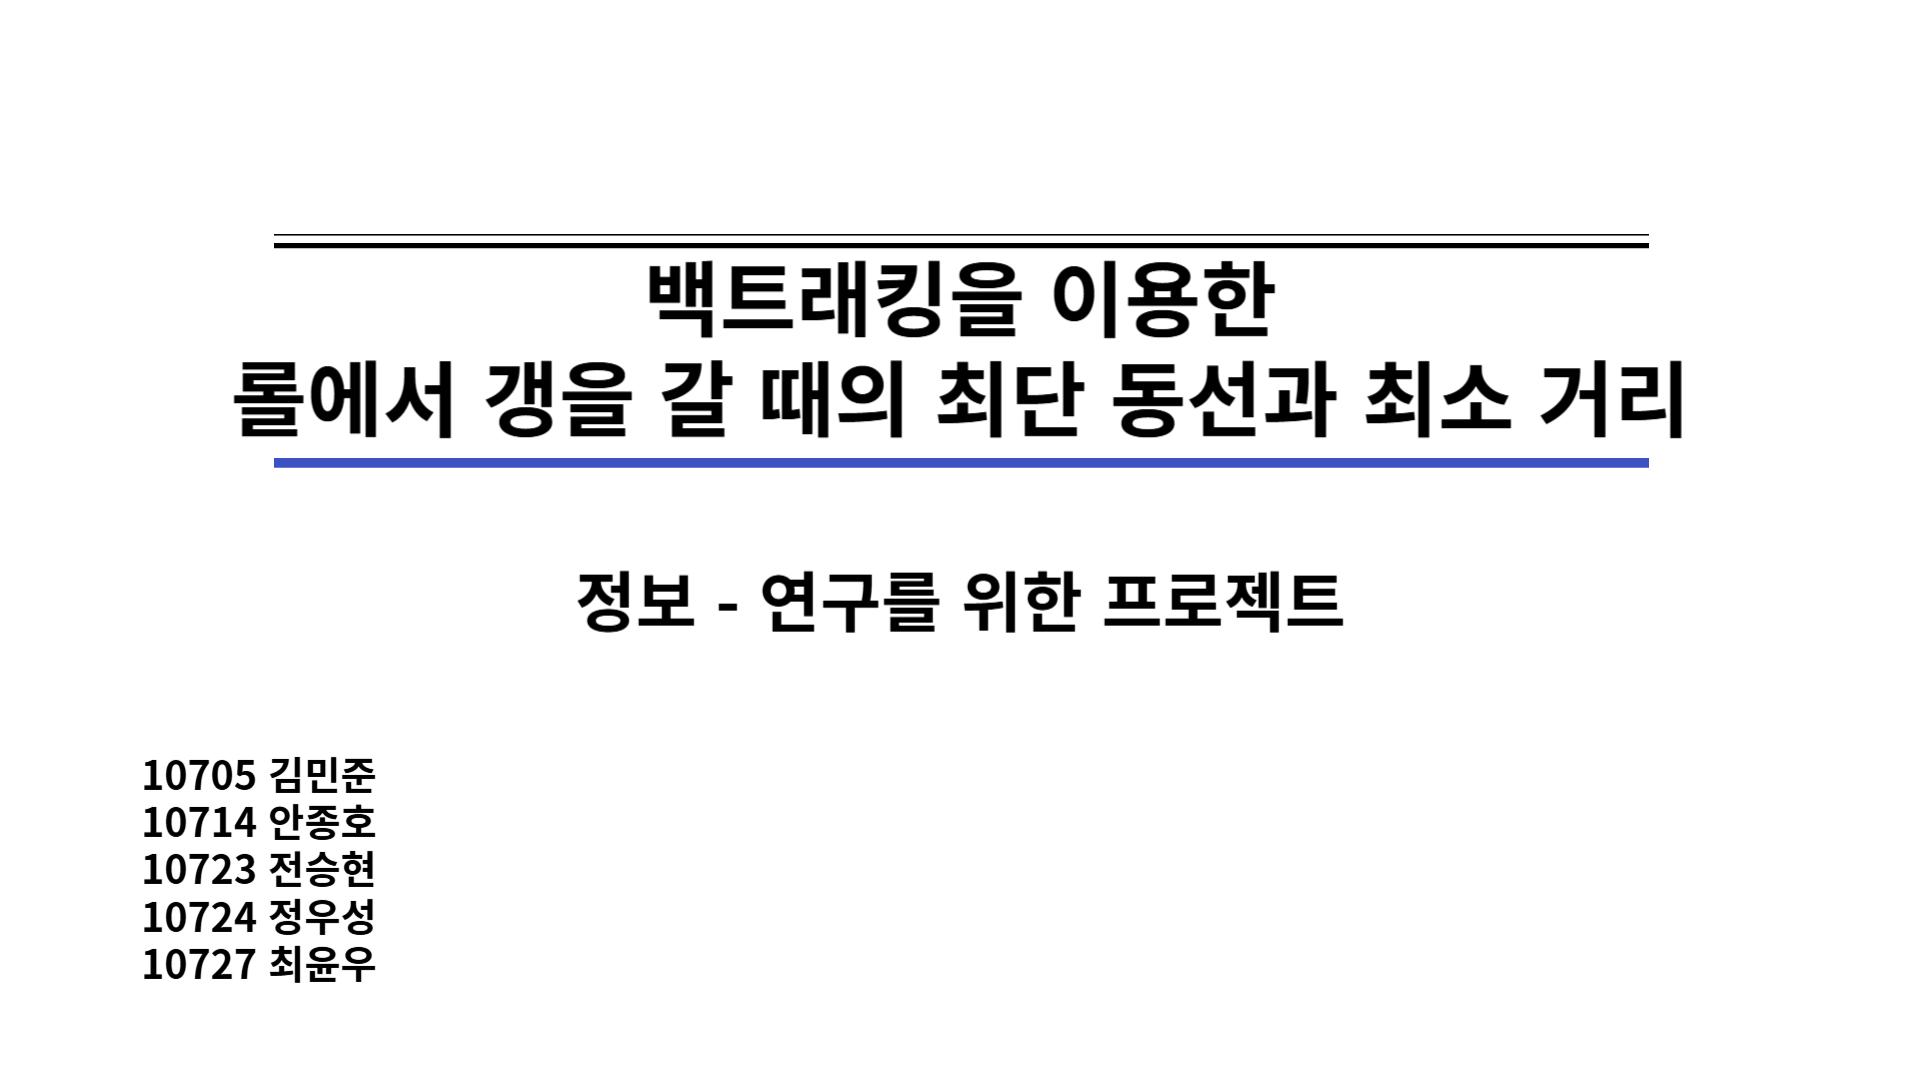 백트래킹을 이용한
롤에서 갱을 갈 때의 최단 동선과 최소 거리
정보 - 연구를 위한 프로젝트
10705 김민준
10714 안종호
10723 전승현
10724 정우성
10727 최윤우